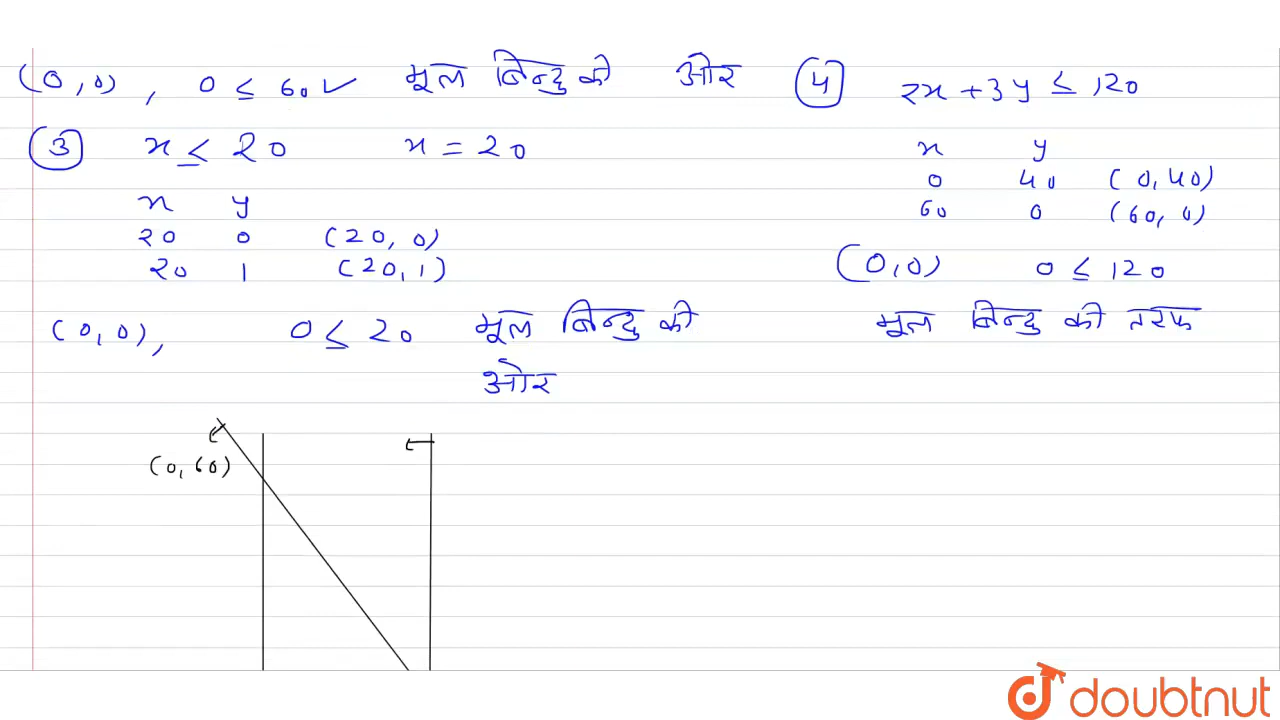 (0,0), 0 ≤ 60 ✓ मूल बिन्दु की ओर
③ x ≤ 20 x = 20
x y
20 0 (20, 0)
20 1 (20, 1)
(0, 0), 0 ≤ 20 मूल बिन्दु की
ओर
(0, 60)
④ 2x + 3y ≤ 120
x y
0 40 (0, 40)
60 0 (60, 0)
(0,0) 0 ≤ 120
मूल बिन्दु की तरफ
doubtnut